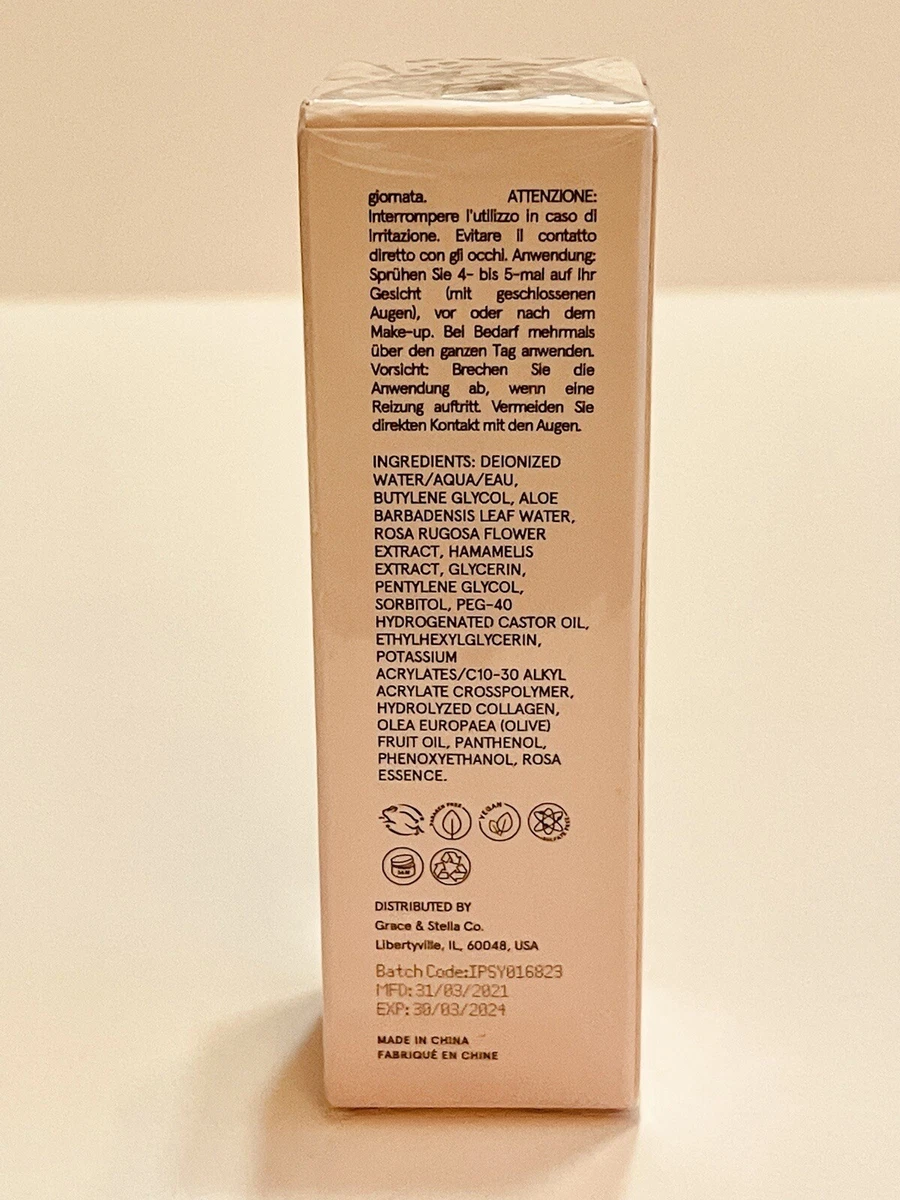 giornata. ATTENZIONE:
Interrompere l'utilizzo in caso di
Irritazione. Evitare il contatto
diretto con gli occhi. Anwendung:
Sprühen Sie 4- bis 5-mal auf Ihr
Gesicht (mit geschlossenen
Augen), vor oder nach dem
Make-up. Bei Bedarf mehrmals
über den ganzen Tag anwenden.
Vorsicht: Brechen Sie die
Anwendung ab, wenn eine
Reizung auftritt. Vermeiden Sie
direkten Kontakt mit den Augen.
INGREDIENTS: DEIONIZED
WATER/AQUA/EAU,
BUTYLENE GLYCOL, ALOE
BARBADENSIS LEAF WATER,
ROSA RUGOSA FLOWER
EXTRACT, HAMAMELIS
EXTRACT, GLYCERIN,
PENTYLENE GLYCOL,
SORBITOL, PEG-40
HYDROGENATED CASTOR OIL,
ETHYLHEXYLGLYCERIN,
POTASSIUM
ACRYLATES/C10-30 ALKYL
ACRYLATE CROSSPOLYMER,
HYDROLYZED COLLAGEN,
OLEA EUROPAEA (OLIVE)
FRUIT OIL, PANTHENOL,
PHENOXYETHANOL, ROSA
ESSENCE.
PARABEN FREE VEGAN SULFATE FREE
DISTRIBUTED BY
Grace & Stella Co.
Libertyville, IL, 60048, USA
Batch Code:IPSY016823
MFD:31/03/2021
EXP:30/03/2024
MADE IN CHINA
FABRIQUÉ EN CHINE